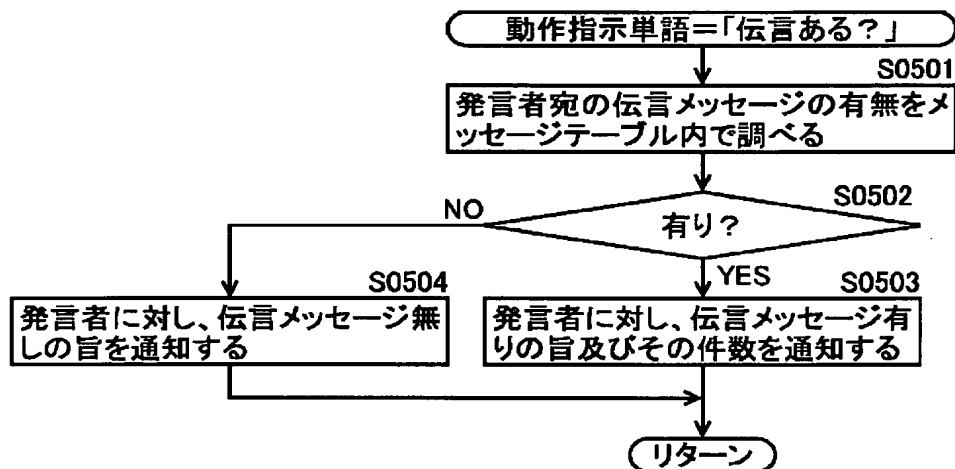 動作指示単語=「伝言ある?」
S0501
発言者宛の伝言メッセージの有無をメ
ッセージテーブル内で調べる
S0502
有り?
NO
YES
S0504
発言者に対し、伝言メッセージ無
しの旨を通知する
S0503
発言者に対し、伝言メッセージ有
りの旨及びその件数を通知する
リターン